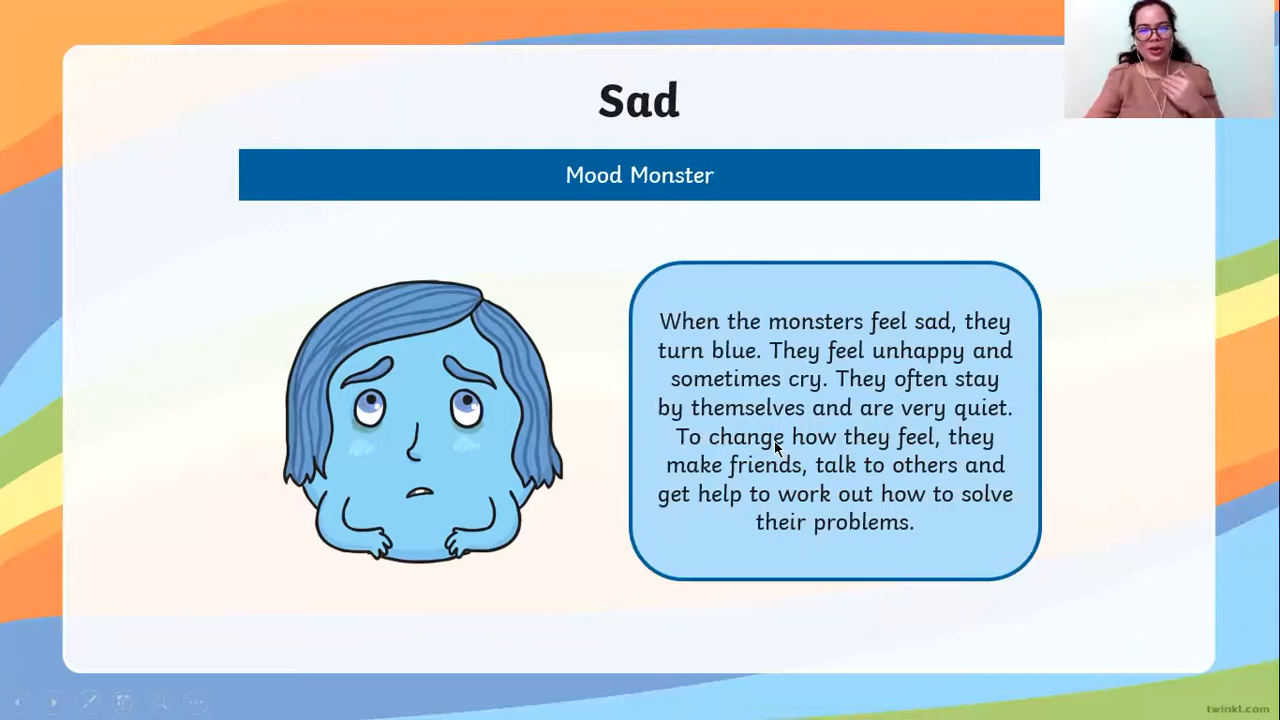 Sad
Mood Monster
When the monsters feel sad, they
turn blue. They feel unhappy and
sometimes cry. They often stay
by themselves and are very quiet.
To change how they feel, they
make friends, talk to others and
get help to work out how to solve
their problems.
twinkl.com